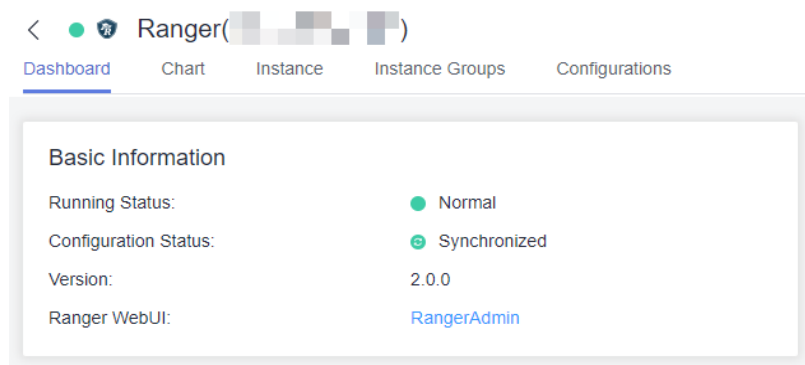 Ranger( )
Dashboard Chart Instance Instance Groups Configurations
Basic Information
Running Status: Normal
Configuration Status: Synchronized
Version: 2.0.0
Ranger WebUI: RangerAdmin